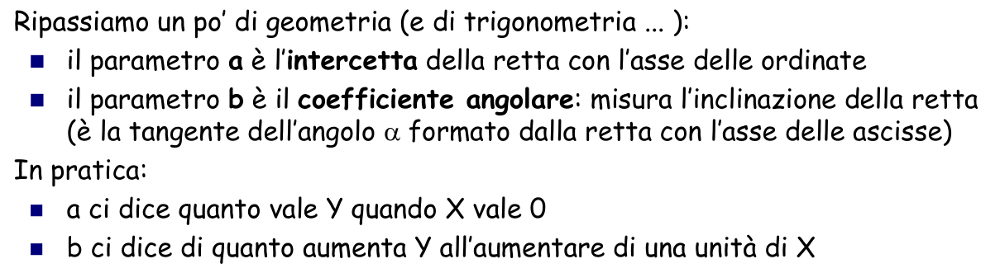 Ripassiamo un po' di geometria (e di trigonometria ... ):
■ il parametro a è l'intercetta della retta con l'asse delle ordinate
■ il parametro b è il coefficiente angolare: misura l'inclinazione della retta
(è la tangente dell'angolo α formato dalla retta con l'asse delle ascisse)
In pratica:
■ a ci dice quanto vale Y quando X vale 0
■ b ci dice di quanto aumenta Y all'aumentare di una unità di X